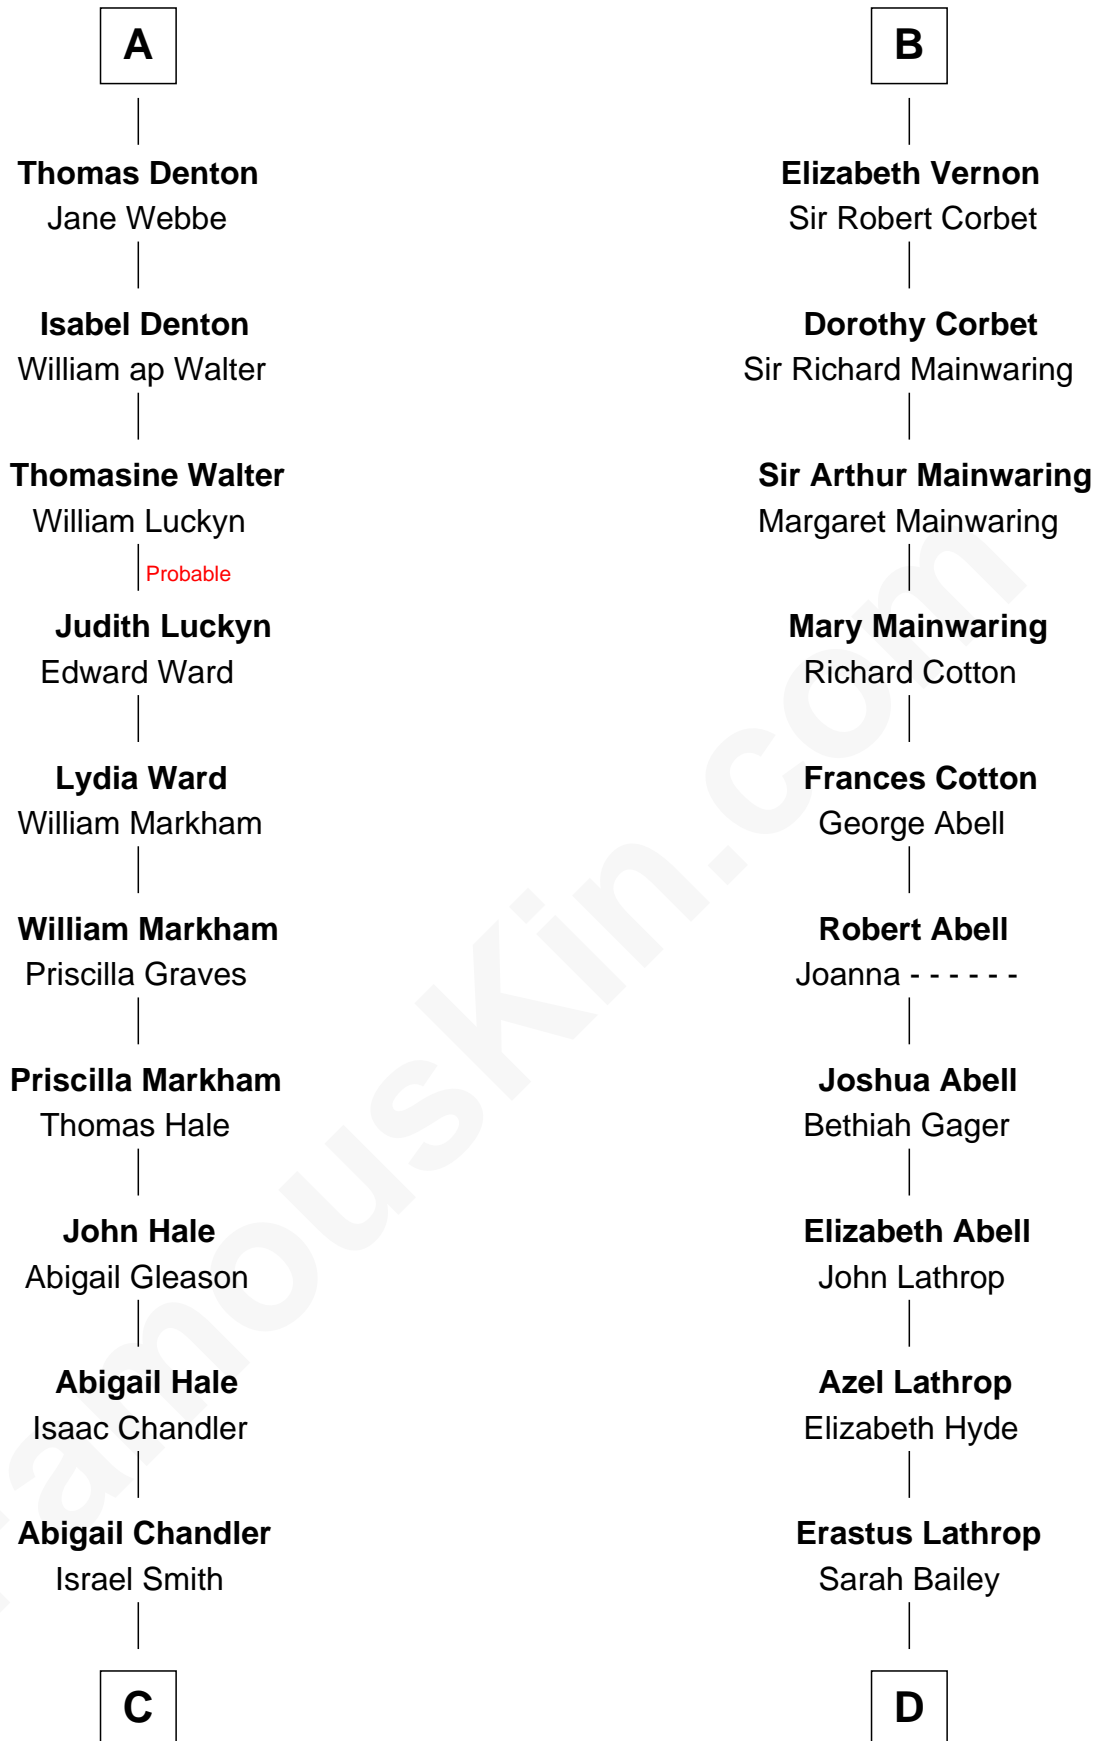 A
Thomas Denton
Jane Webbe
Isabel Denton
William ap Walter
Thomasine Walter
William Luckyn
Probable
Judith Luckyn
Edward Ward
Lydia Ward
William Markham
William Markham
Priscilla Graves
Priscilla Markham
Thomas Hale
John Hale
Abigail Gleason
Abigail Hale
Isaac Chandler
Abigail Chandler
Israel Smith
C
B
Elizabeth Vernon
Sir Robert Corbet
Dorothy Corbet
Sir Richard Mainwaring
Sir Arthur Mainwaring
Margaret Mainwaring
Mary Mainwaring
Richard Cotton
Frances Cotton
George Abell
Robert Abell
Joanna - - - - - -
Joshua Abell
Bethiah Gager
Elizabeth Abell
John Lathrop
Azel Lathrop
Elizabeth Hyde
Erastus Lathrop
Sarah Bailey
D
FamousKin.com